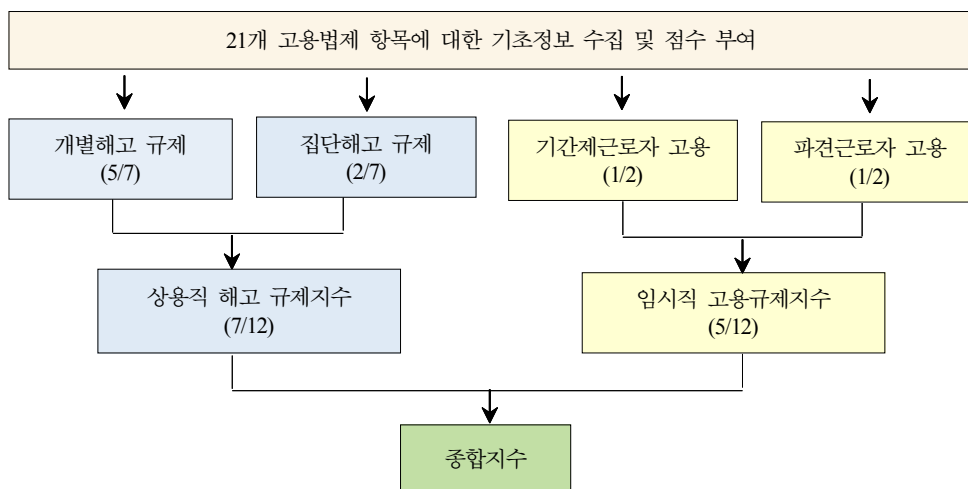 21개 고용법제 항목에 대한 기초정보 수집 및 점수 부여
개별해고 규제
(5/7)
집단해고 규제
(2/7)
기간제근로자 고용
(1/2)
파견근로자 고용
(1/2)
상용직 해고 규제지수
(7/12)
임시직 고용규제지수
(5/12)
종합지수